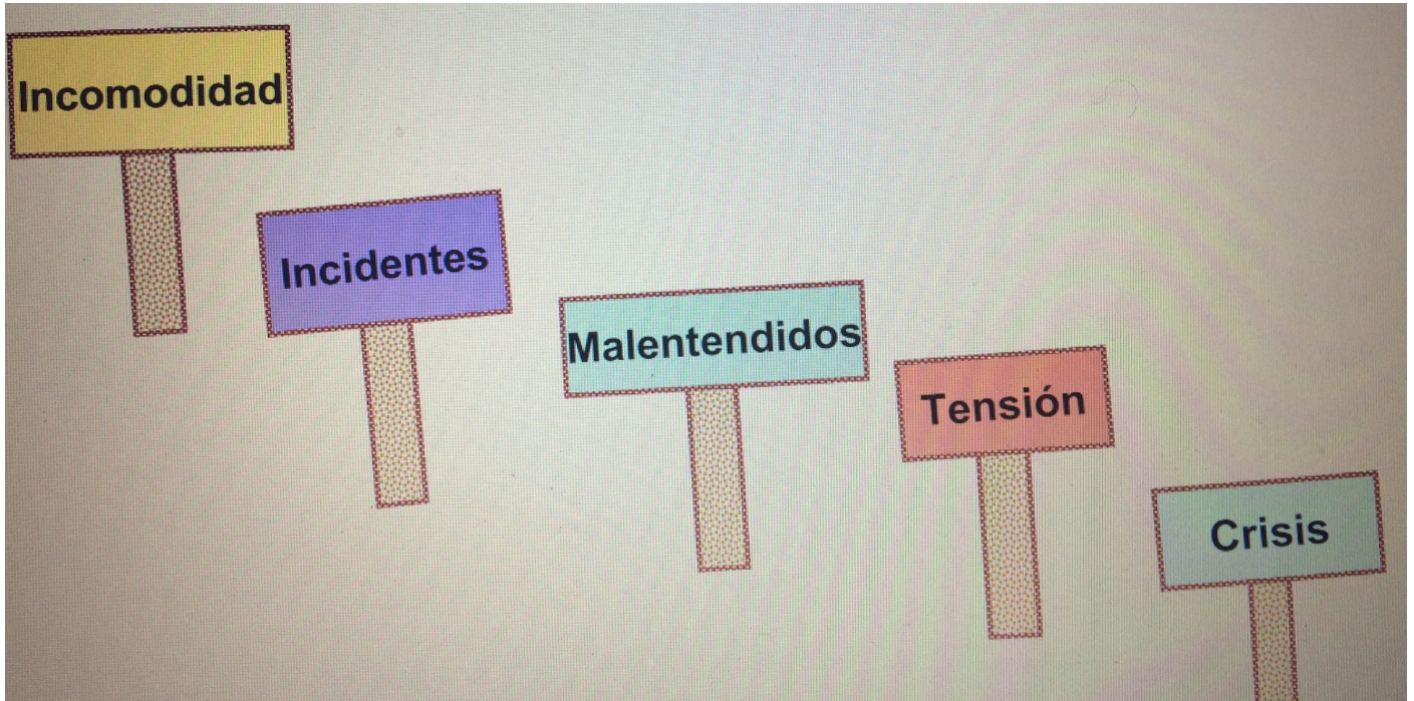 Incomodidad
Incidentes
Malentendidos
Tensión
Crisis